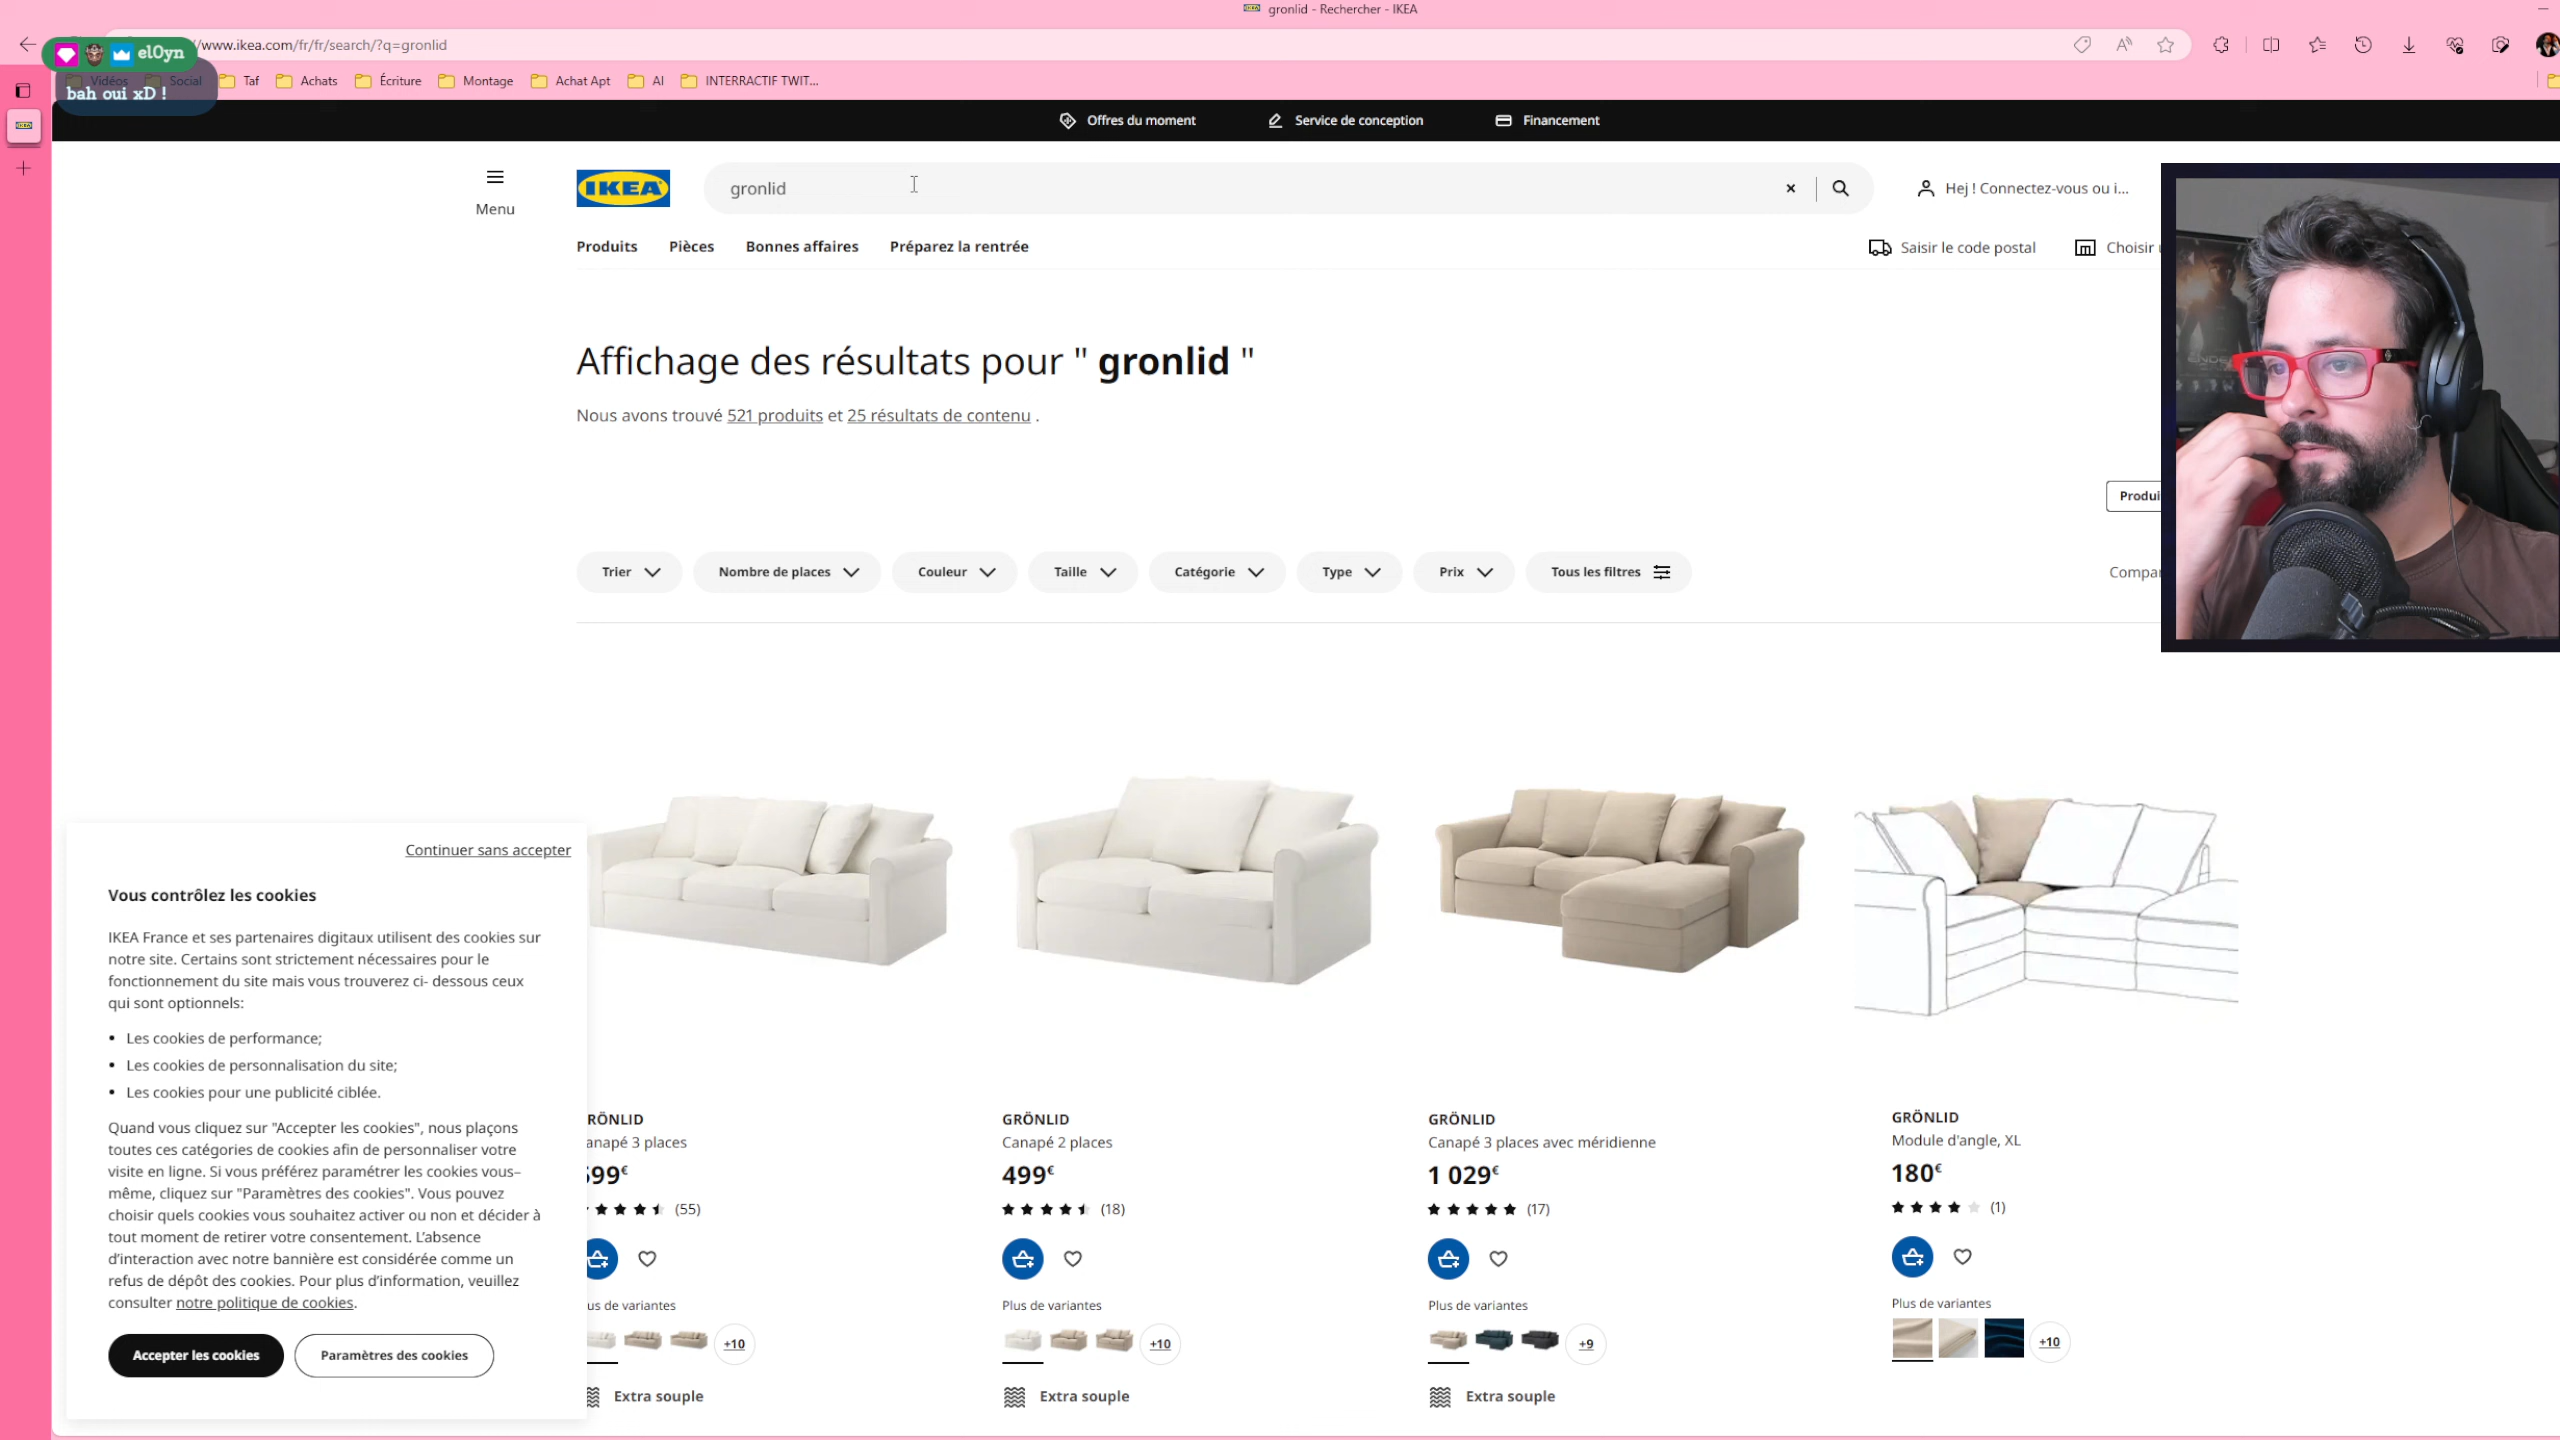 gronlid - Rechercher - IKEA
el0yn
//www.ikea.com/fr/fr/search/?q=gronlid
bah oui xD !
Vidéos
Social
Taf
Achats
Écriture
Montage
Achat Apt
AI
INTERRACTIF TWIT...
Offres du moment
Service de conception
Financement
Menu
IKEA
gronlid
Hej ! Connectez-vous ou i...
Produits
Pièces
Bonnes affaires
Préparez la rentrée
Saisir le code postal
Choisir
Affichage des résultats pour " gronlid "
Nous avons trouvé 521 produits et 25 résultats de contenu .
Produi
Trier
Nombre de places
Couleur
Taille
Catégorie
Type
Prix
Tous les filtres
Compar
Continuer sans accepter
Vous contrôlez les cookies
IKEA France et ses partenaires digitaux utilisent des cookies sur
notre site. Certains sont strictement nécessaires pour le
fonctionnement du site mais vous trouverez ci- dessous ceux
qui sont optionnels:
• Les cookies de performance;
• Les cookies de personnalisation du site;
• Les cookies pour une publicité ciblée.
Quand vous cliquez sur "Accepter les cookies", nous plaçons
toutes ces catégories de cookies afin de personnaliser votre
visite en ligne. Si vous préférez paramétrer les cookies vous–
même, cliquez sur "Paramètres des cookies". Vous pouvez
choisir quels cookies vous souhaitez activer ou non et décider à
tout moment de retirer votre consentement. L'absence
d'interaction avec notre bannière est considérée comme un
refus de dépôt des cookies. Pour plus d'information, veuillez
consulter notre politique de cookies.
Accepter les cookies
Paramètres des cookies
RÖNLID
anapé 3 places
99€
(55)
us de variantes
+10
Extra souple
GRÖNLID
Canapé 2 places
499€
(18)
Plus de variantes
+10
Extra souple
GRÖNLID
Canapé 3 places avec méridienne
1 029€
(17)
Plus de variantes
+9
Extra souple
GRÖNLID
Module d'angle, XL
180€
(1)
Plus de variantes
+10